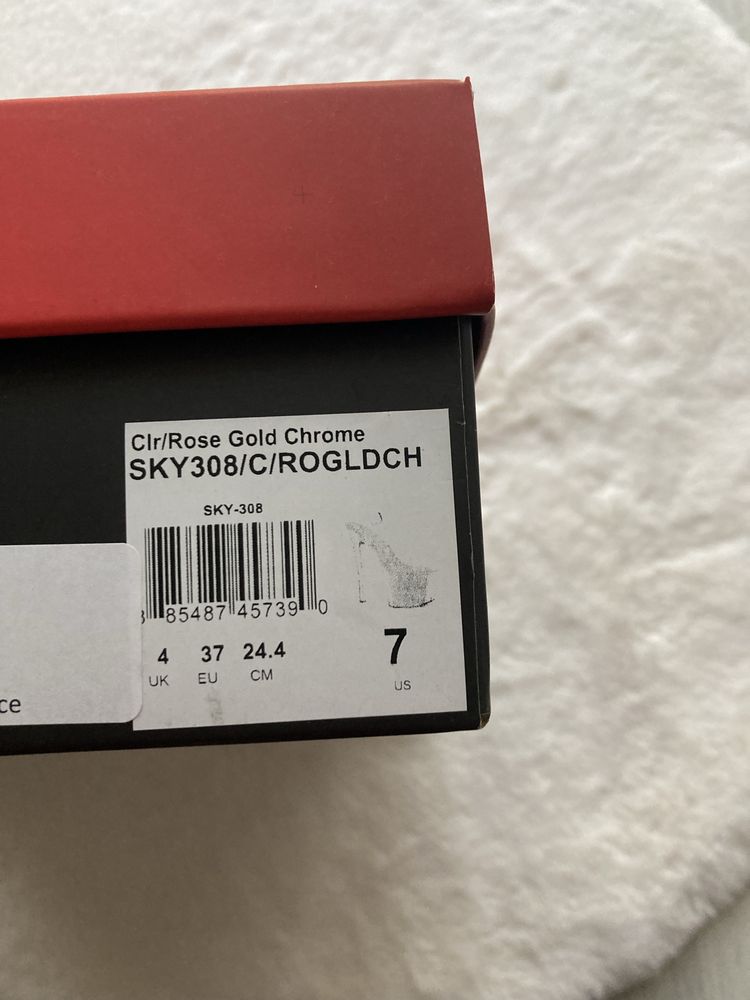 Clr/Rose Gold Chrome
SKY308/C/ROGLDCH
SKY-308
85487 45739 0
4 37 24.4 7
UK EU CM US
ce